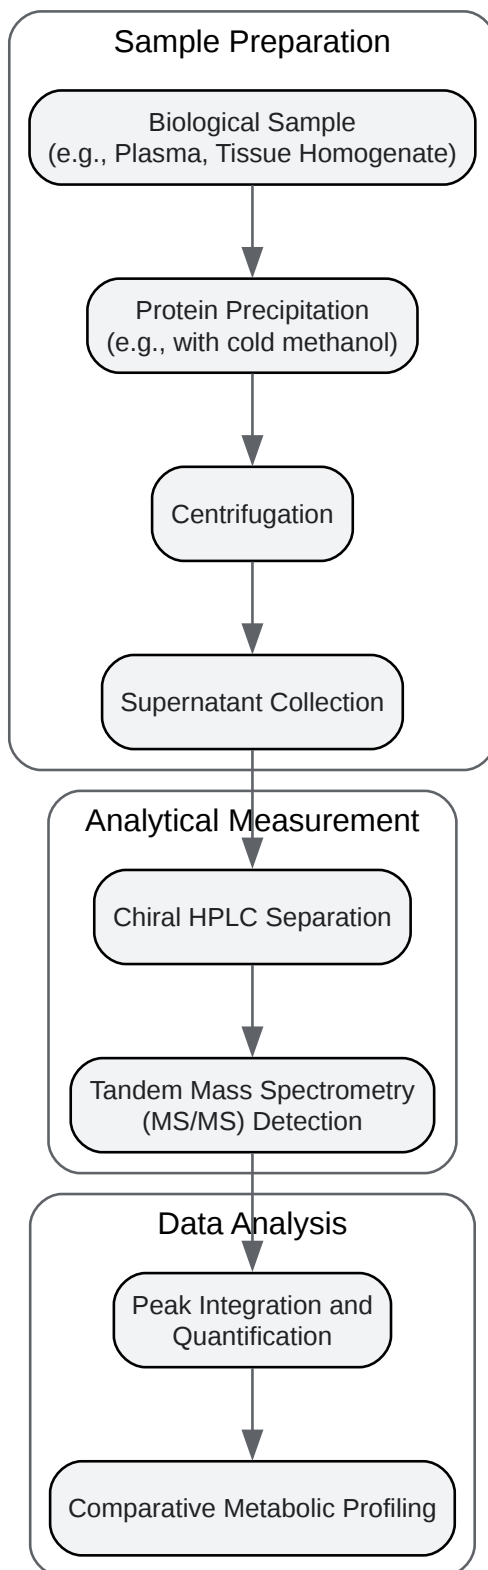 Sample Preparation
Biological Sample
(e.g., Plasma, Tissue Homogenate)
Protein Precipitation
(e.g., with cold methanol)
Centrifugation
Supernatant Collection
Analytical Measurement
Chiral HPLC Separation
Tandem Mass Spectrometry
(MS/MS) Detection
Data Analysis
Peak Integration and
Quantification
Comparative Metabolic Profiling